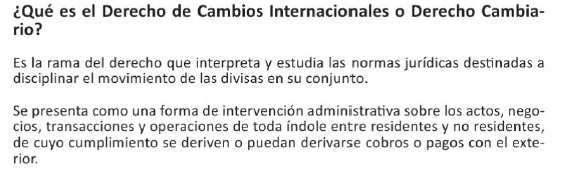 ¿Qué es el Derecho de Cambios Internacionales o Derecho Cambia-
rio?
Es la rama del derecho que interpreta y estudia las normas jurídicas destinadas a
disciplinar el movimiento de las divisas en su conjunto.
Se presenta como una forma de intervención administrativa sobre los actos, nego-
cios, transacciones y operaciones de toda índole entre residentes y no residentes,
de cuyo cumplimiento se deriven o puedan derivarse cobros o pagos con el exte-
rior.